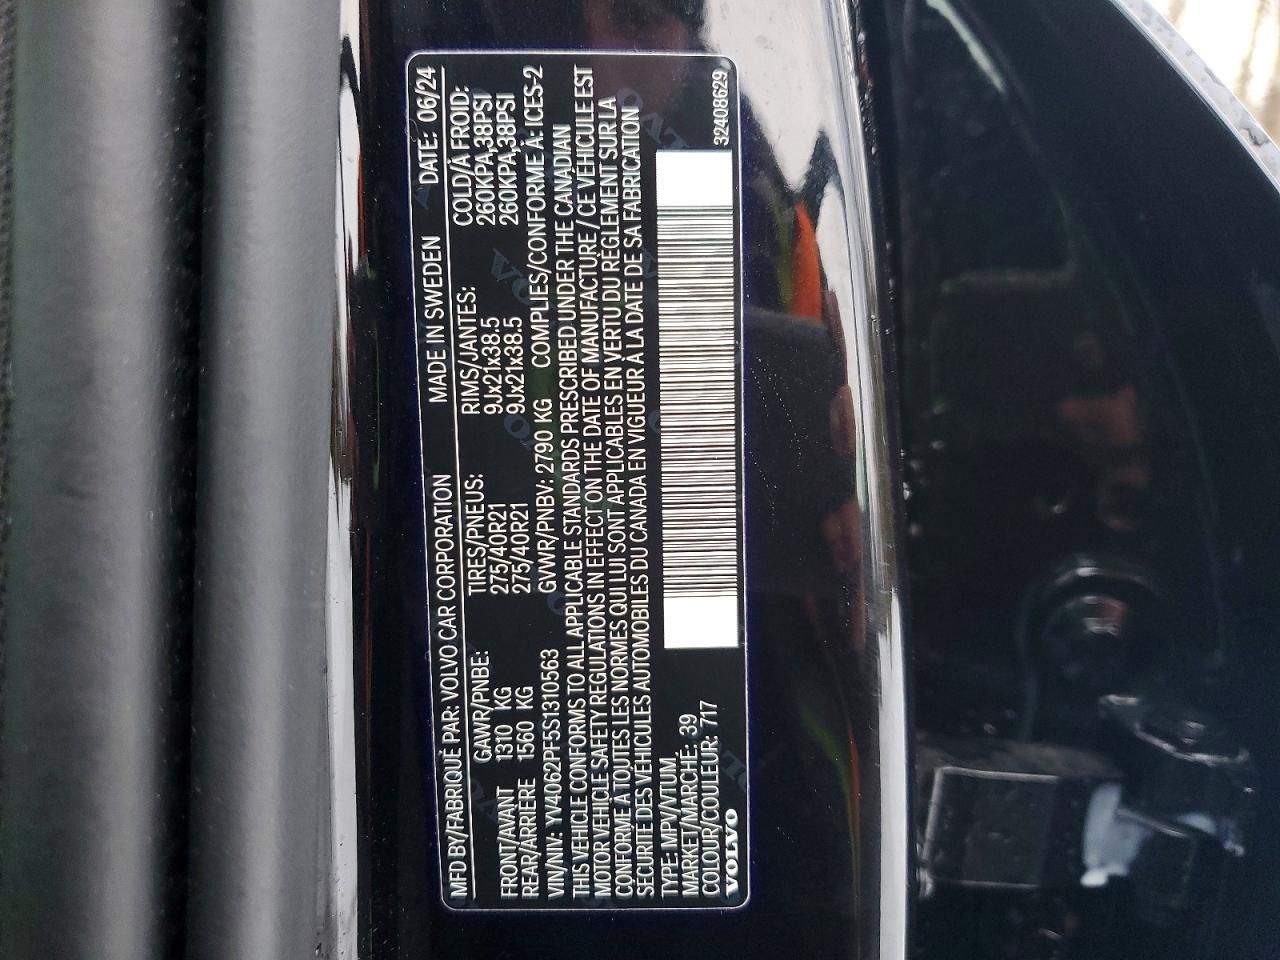 MFD BY/FABRIQUÉ PAR: VOLVO CAR CORPORATION MADE IN SWEDEN DATE: 06/24
GAWR/PNBE: TIRES/PNEUS: RIMS/JANTES: COLD/À FROID:
FRONT/AVANT 1310 KG 275/40R21 9Jx21x38.5 260KPA,38PSI
REAR/ARRIERE 1560 KG 275/40R21 9Jx21x38.5 260KPA,38PSI
GVWR/PNBV: 2790 KG COMPLIES/CONFORME À: ICES-2
VIN/NIV: YV4062PF5S1310563
THIS VEHICLE CONFORMS TO ALL APPLICABLE STANDARDS PRESCRIBED UNDER THE CANADIAN
MOTOR VEHICLE SAFETY REGULATIONS IN EFFECT ON THE DATE OF MANUFACTURE / CE VÉHICULE EST
CONFORME A TOUTES LES NORMES QUI LUI SONT APPLICABLES EN VERTU DU RÈGLEMENT SUR LA
SECURITE DES VEHICULES AUTOMOBILES DU CANADA EN VIGUEUR À LA DATE DE SA FABRICATION
TYPE: MPV/VTUM
MARKET/MARCHÉ: 39
COLOUR/COULEUR: 717
VOLVO
32408629